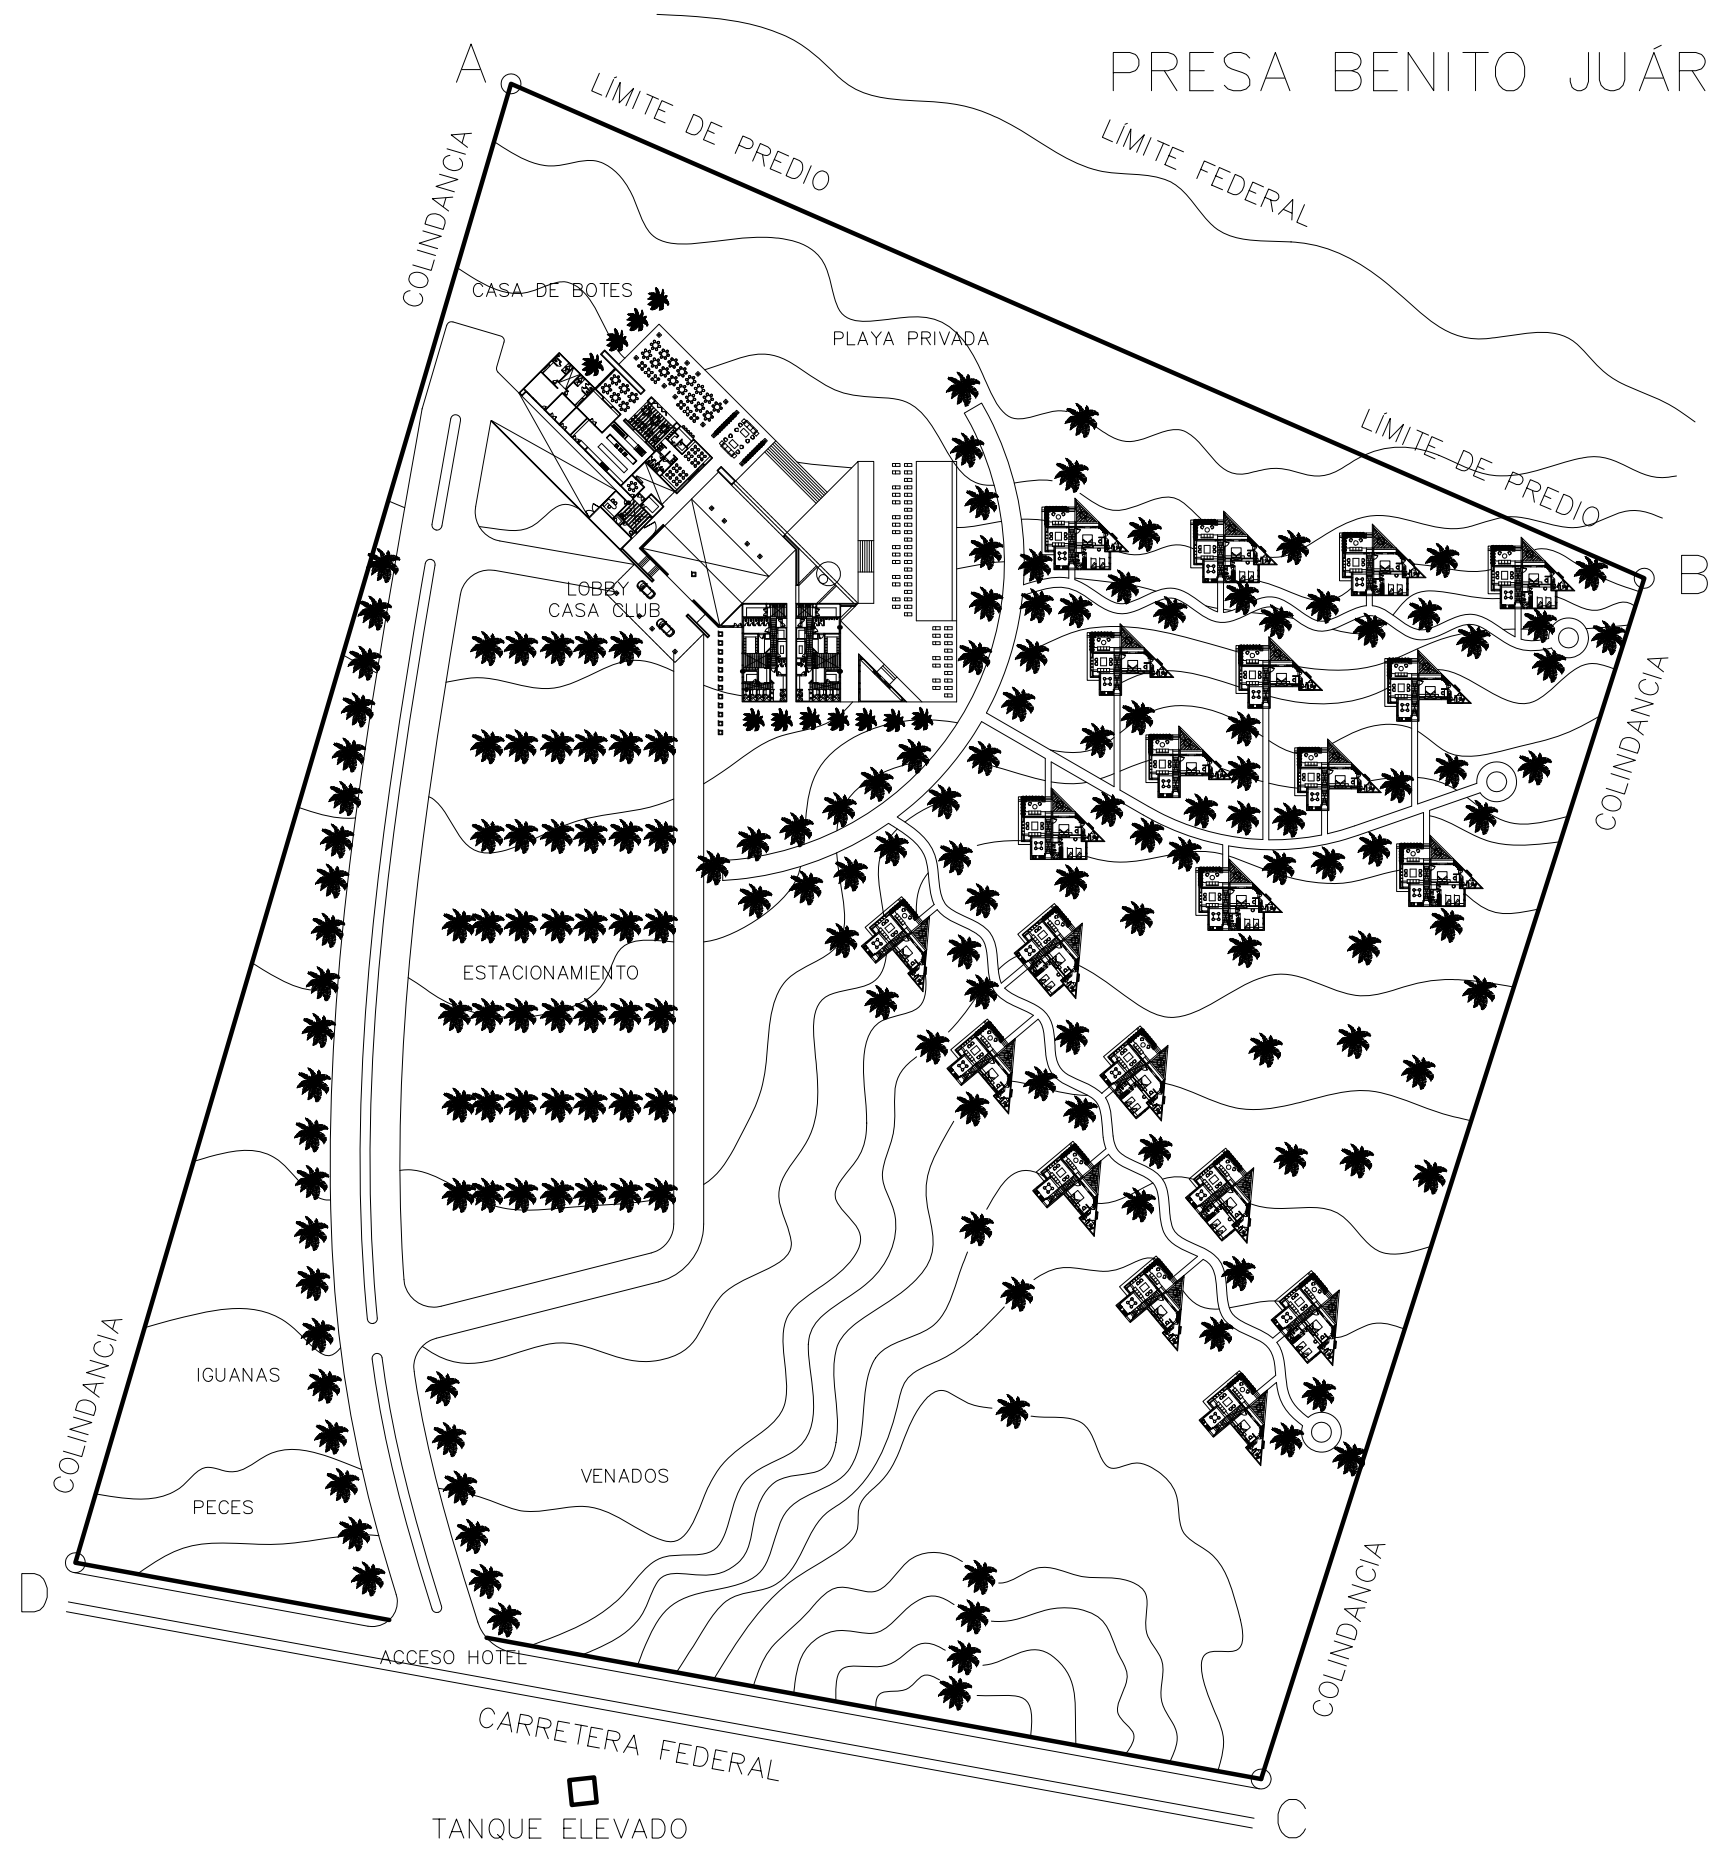 A
PRESA BENITO JUÁR
LÍMITE DE PREDIO
LÍMITE FEDERAL
COLINDANCIA
CASA DE BOTES
PLAYA PRIVADA
LÍMITE DE PREDIO
B
LOBBY
CASA CLUB
COLINDANCIA
ESTACIONAMIENTO
COLINDANCIA
IGUANAS
VENADOS
PECES
D
COLINDANCIA
ACCESO HOTEL
CARRETERA FEDERAL
C
TANQUE ELEVADO